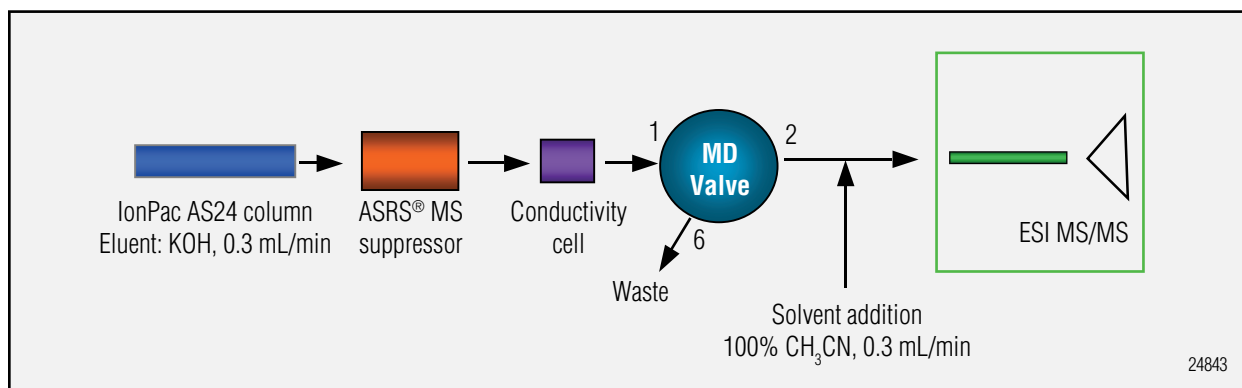 IonPac AS24 column
Eluent: KOH, 0.3 mL/min
ASRS® MS
suppressor
Conductivity
cell
1
MD
Valve
2
6
Waste
Solvent addition
100% CH₃CN, 0.3 mL/min
ESI MS/MS
24843